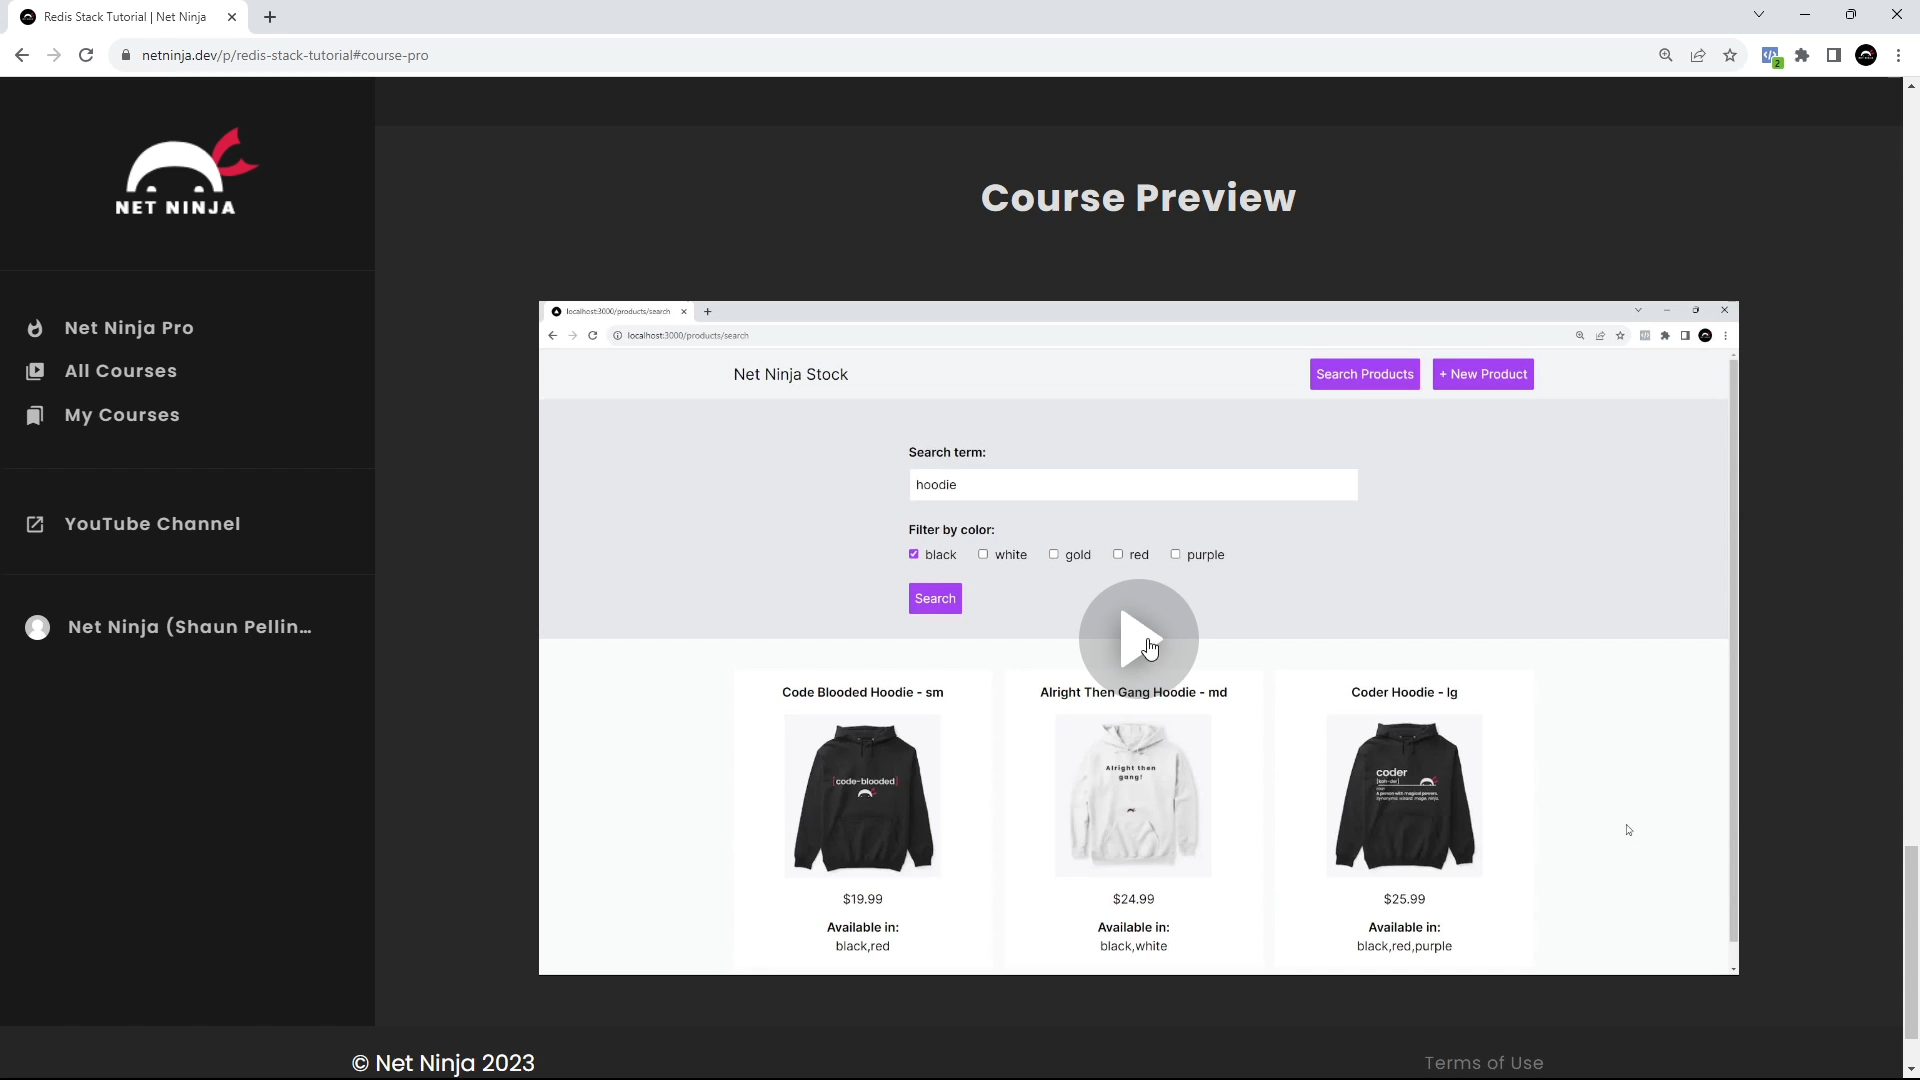 Redis Stack Tutorial | Net Ninja
netninja.dev/p/redis-stack-tutorial#course-pro
2
NET NINJA
Net Ninja Pro
All Courses
My Courses
YouTube Channel
Net Ninja (Shaun Pellin...
Course Preview
localhost:3000/products/search
localhost:3000/products/search
Net Ninja Stock
Search Products
+ New Product
Search term:
hoodie
Filter by color:
black white gold red purple
Search
Code Blooded Hoodie - sm
Alright Then Gang Hoodie - md
Coder Hoodie - lg
[code-blooded]
Alright then
gang!
coder
$19.99
$24.99
$25.99
Available in:
Available in:
Available in:
black,red
black,white
black,red,purple
© Net Ninja 2023
Terms of Use